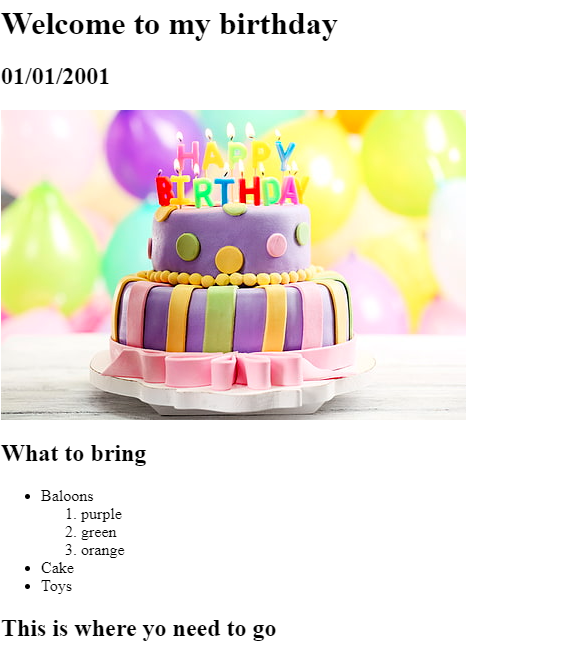 Welcome to my birthday
01/01/2001
HAPPY
BIRTHDAY
What to bring
• Baloons
1. purple
2. green
3. orange
• Cake
• Toys
This is where yo need to go